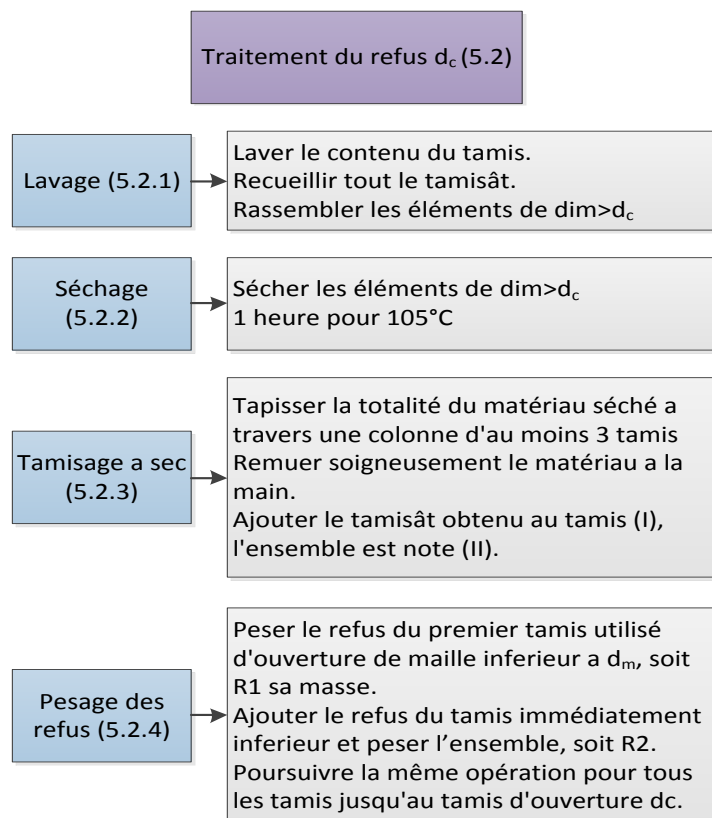 Traitement du refus dc (5.2)
Lavage (5.2.1)
Laver le contenu du tamis.
Recueillir tout le tamisât.
Rassembler les éléments de dim>dc
Séchage
(5.2.2)
Sécher les éléments de dim>dc
1 heure pour 105°C
Tamisage a sec
(5.2.3)
Tapisser la totalité du matériau séché a
travers une colonne d'au moins 3 tamis
Remuer soigneusement le matériau a la
main.
Ajouter le tamisât obtenu au tamis (I),
l'ensemble est note (II).
Pesage des
refus (5.2.4)
Peser le refus du premier tamis utilisé
d'ouverture de maille inferieur a dm, soit
R1 sa masse.
Ajouter le refus du tamis immédiatement
inferieur et peser l’ensemble, soit R2.
Poursuivre la même opération pour tous
les tamis jusqu'au tamis d'ouverture dc.